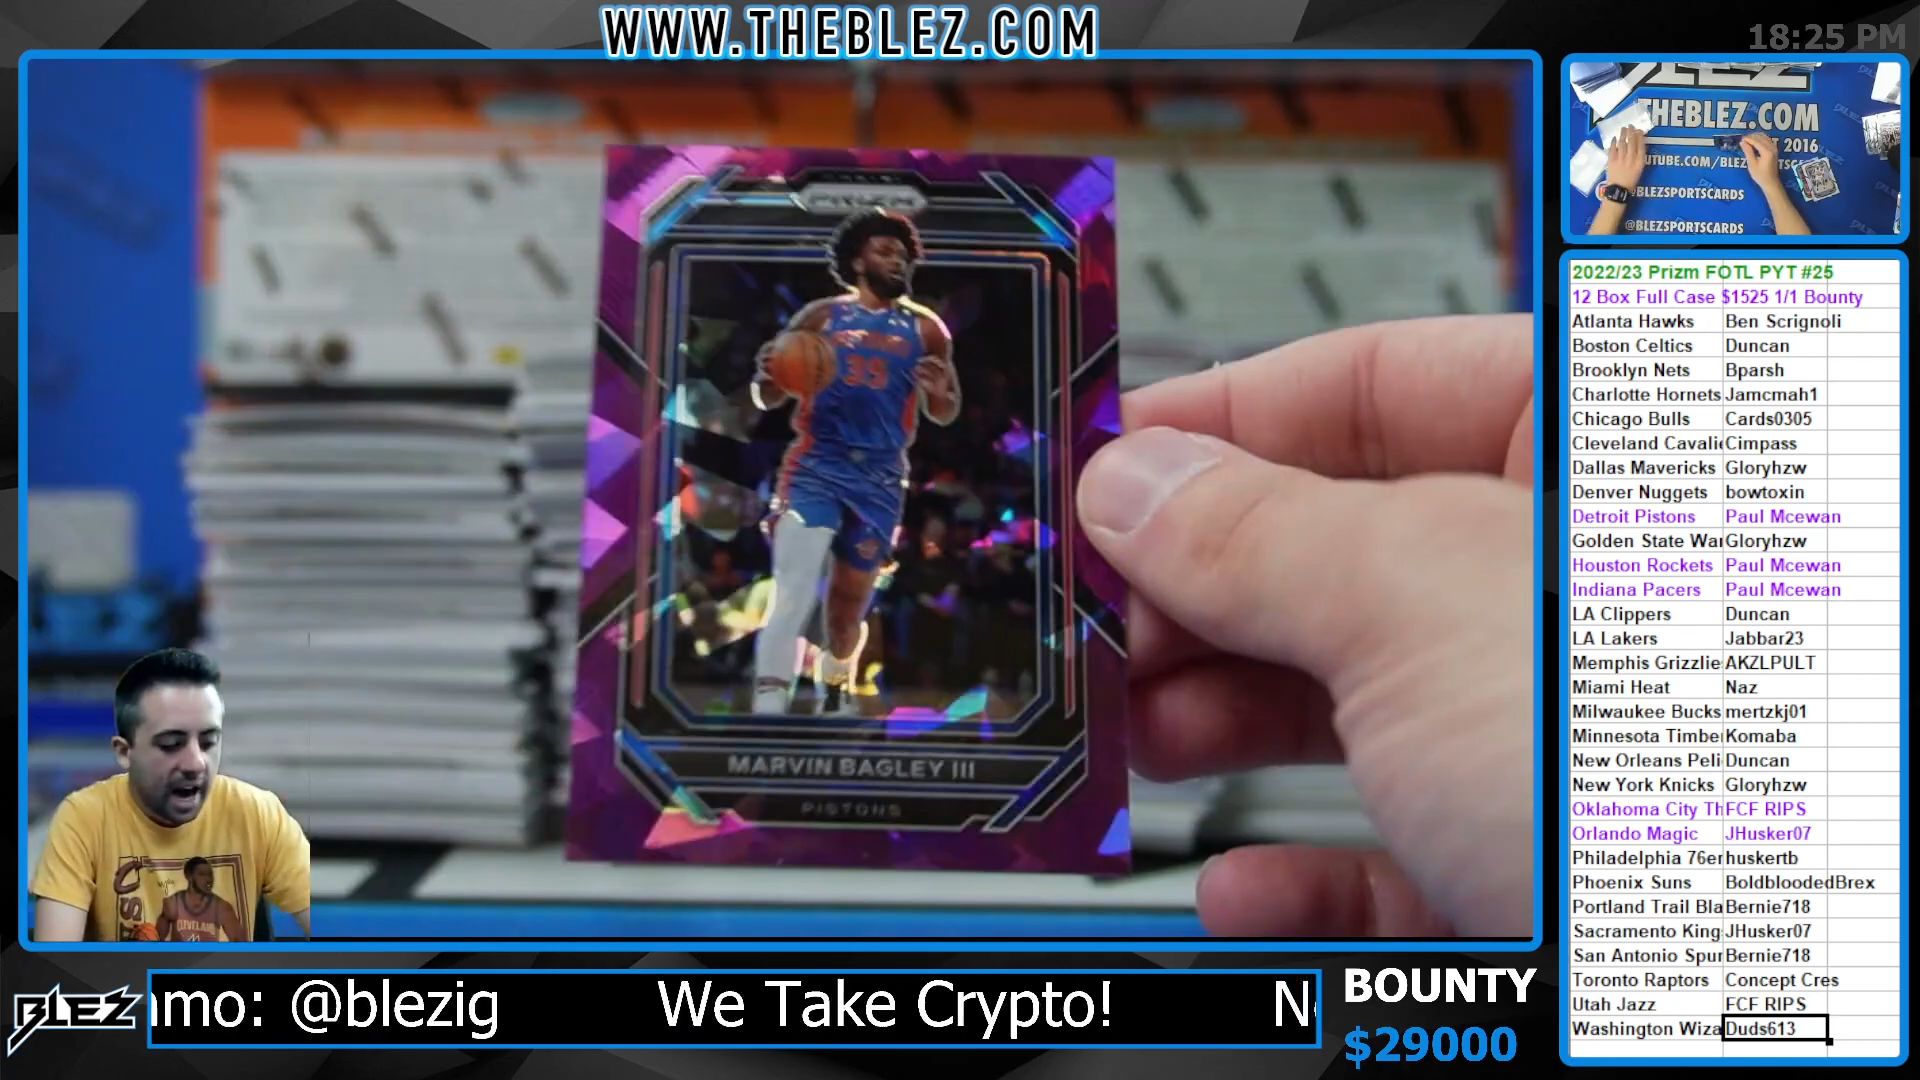 WWW.THEBLEZ.COM
18:25 PM
BLEZ
THEBLEZ.COM
2016
@BLEZSPORTSCARDS
@BLEZSPORTSCARDS
PRIZM
35
MARVIN BAGLEY III
PISTONS
CLEVELAND
2022/23 Prizm FOTL PYT #25
12 Box Full Case $1525 1/1 Bounty
Atlanta Hawks Ben Scrignoli
Boston Celtics Duncan
Brooklyn Nets Bparsh
Charlotte Hornets Jamcmah1
Chicago Bulls Cards0305
Cleveland Cavalie Cimpass
Dallas Mavericks Gloryhzw
Denver Nuggets bowtoxin
Detroit Pistons Paul Mcewan
Golden State War Gloryhzw
Houston Rockets Paul Mcewan
Indiana Pacers Paul Mcewan
LA Clippers Duncan
LA Lakers Jabbar23
Memphis Grizzlie AKZLPULT
Miami Heat Naz
Milwaukee Bucks mertzkj01
Minnesota Timbe Komaba
New Orleans Peli Duncan
New York Knicks Gloryhzw
Oklahoma City Th FCF RIPS
Orlando Magic JHusker07
Philadelphia 76er huskertb
Phoenix Suns BoldbloodedBrex
Portland Trail Bla Bernie718
Sacramento King JHusker07
San Antonio Spur Bernie718
Toronto Raptors Concept Cres
Utah Jazz FCF RIPS
Washington Wiza Duds613
BLEZ
mo: @blezig We Take Crypto! N
BOUNTY
$29000